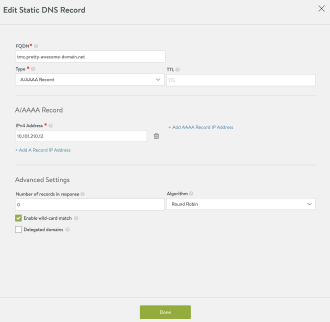 Edit Static DNS Record
FQDN*
tmc.pretty-awesome-domain.net
Type * TTL
A/AAAA Record TTL
A/AAAA Record
IPv4 Address *
10.101.210.12 + Add AAAA Record IP Address
+ Add A Record IP Address
Advanced Settings
Number of records in response Algorithm
0 Round Robin
Enable wild-card match
Delegated domains
Done